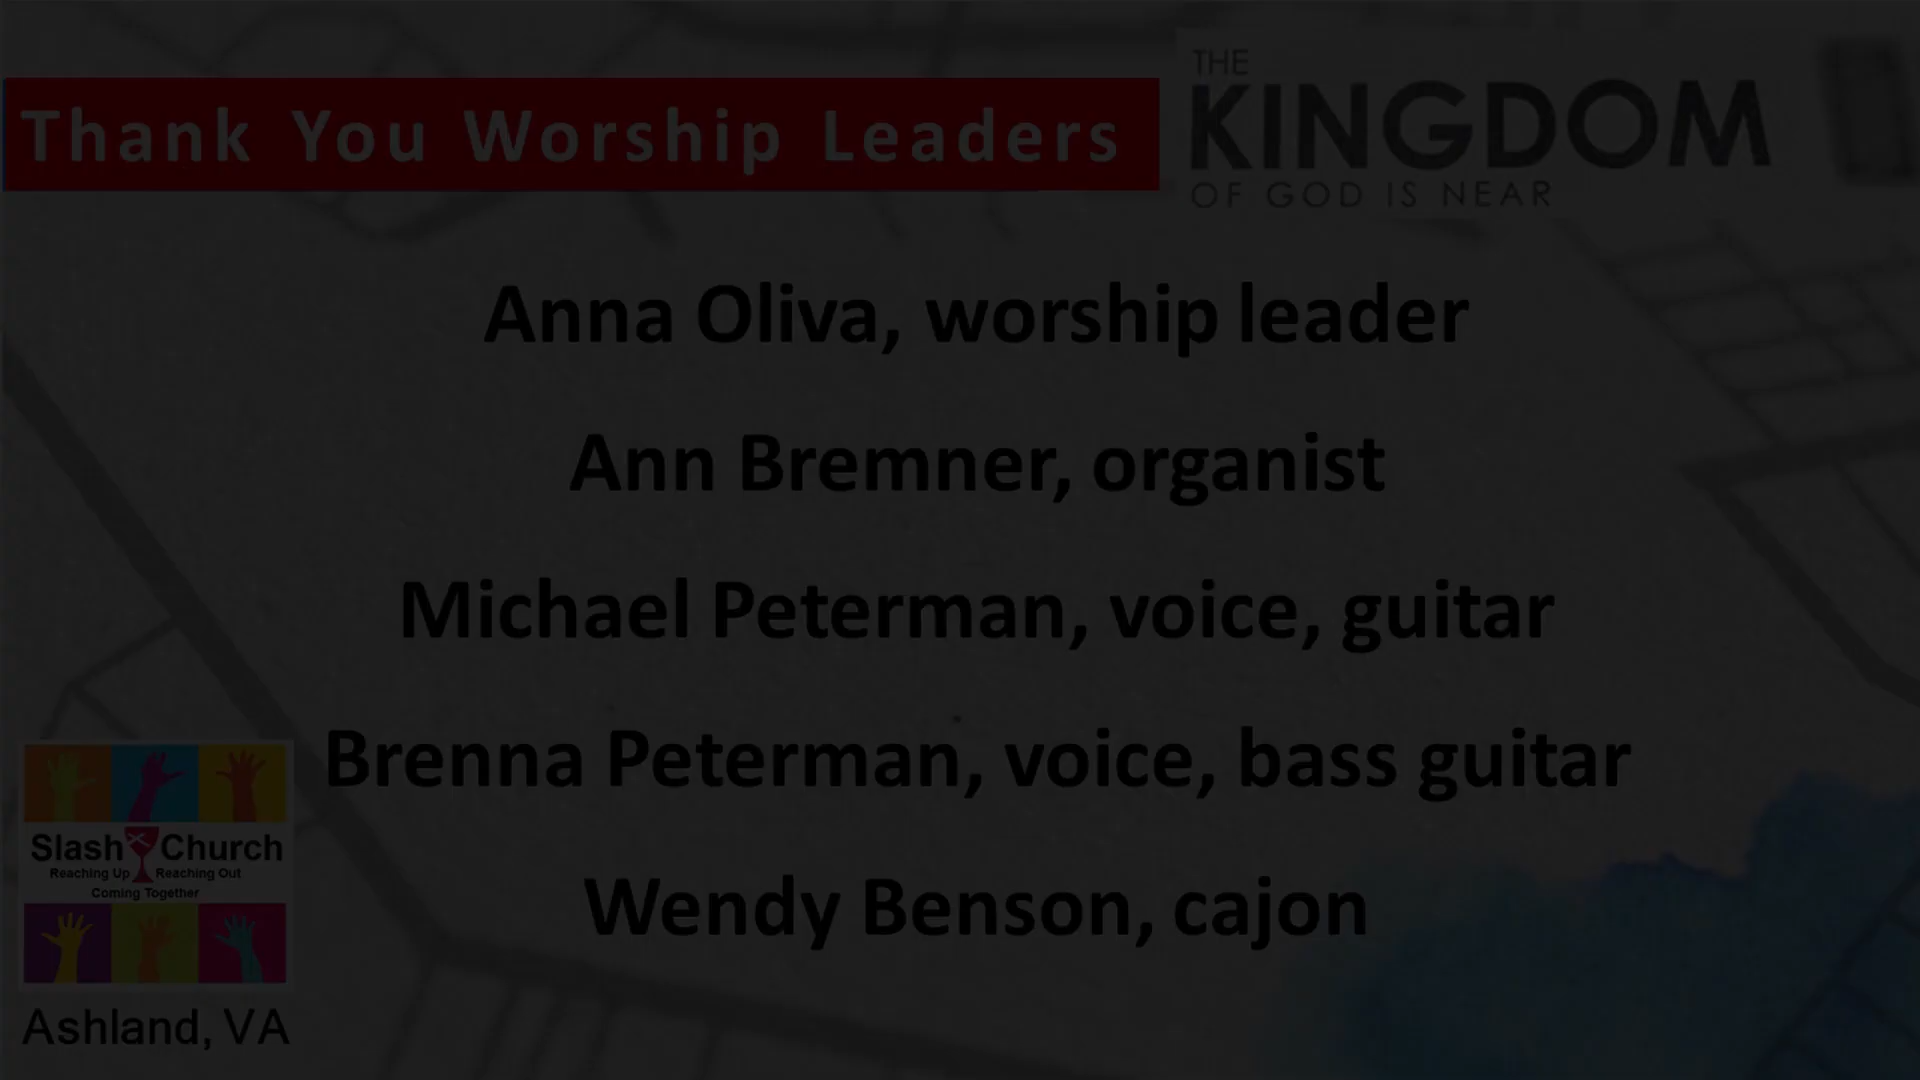 Thank You Worship Leaders
THE
KINGDOM
OF GOD IS NEAR
Anna Oliva, worship leader
Ann Bremner, organist
Michael Peterman, voice, guitar
Brenna Peterman, voice, bass guitar
Wendy Benson, cajon
Slash Church
Reaching Up Reaching Out
Coming Together
Ashland, VA